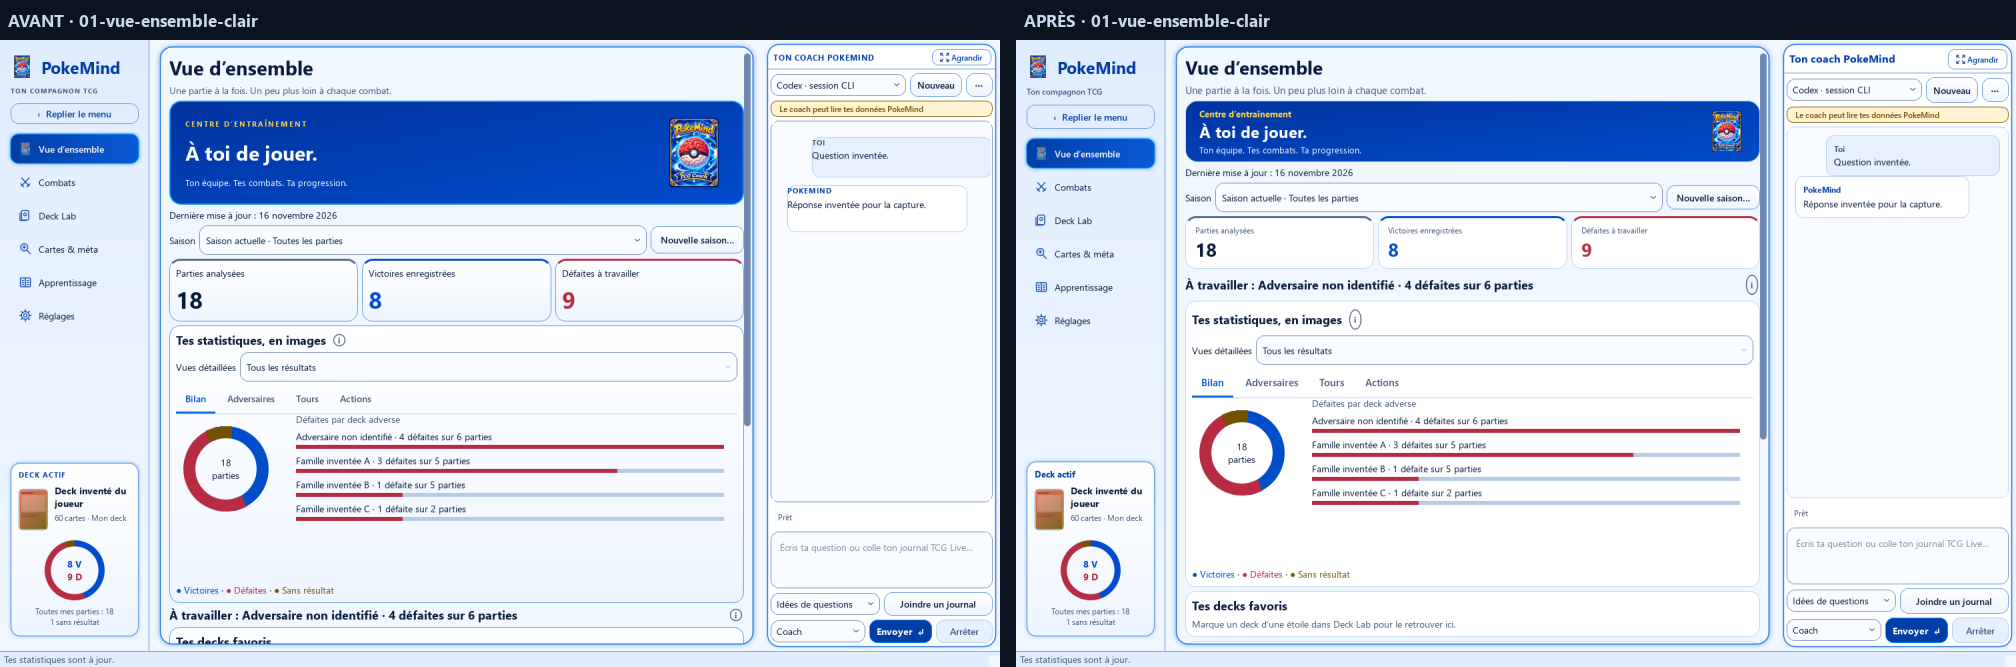 AVANT · 01-vue-ensemble-clair
PokeMind
TON COMPAGNON TCG
‹ Replier le menu
Vue d'ensemble
Combats
Deck Lab
Cartes & méta
Apprentissage
Réglages
DECK ACTIF
Deck inventé du
joueur
60 cartes · Mon deck
8 V
9 D
Toutes mes parties : 18
1 sans résultat
Vue d'ensemble
Une partie à la fois. Un peu plus loin à chaque combat.
CENTRE D'ENTRAÎNEMENT
À toi de jouer.
Ton équipe. Tes combats. Ta progression.
PokeMind
TCG Coach
Dernière mise à jour : 16 novembre 2026
Saison
Saison actuelle · Toutes les parties
Nouvelle saison...
Parties analysées
18
Victoires enregistrées
8
Défaites à travailler
9
Tes statistiques, en images
Vues détaillées
Tous les résultats
Bilan
Adversaires
Tours
Actions
18
parties
Défaites par deck adverse
Adversaire non identifié · 4 défaites sur 6 parties
Famille inventée A · 3 défaites sur 5 parties
Famille inventée B · 1 défaite sur 5 parties
Famille inventée C · 1 défaite sur 2 parties
● Victoires · ● Défaites · ● Sans résultat
À travailler : Adversaire non identifié · 4 défaites sur 6 parties
Tes decks favoris
TON COACH POKEMIND
Agrandir
Codex · session CLI
Nouveau
...
Le coach peut lire tes données PokeMind
TOI
Question inventée.
POKEMIND
Réponse inventée pour la capture.
Prêt
Écris ta question ou colle ton journal TCG Live...
Idées de questions
Joindre un journal
Coach
Envoyer ↲
Arrêter
Tes statistiques sont à jour.
APRÈS · 01-vue-ensemble-clair
PokeMind
Ton compagnon TCG
‹ Replier le menu
Vue d'ensemble
Combats
Deck Lab
Cartes & méta
Apprentissage
Réglages
Deck actif
Deck inventé du
joueur
60 cartes · Mon deck
8 V
9 D
Toutes mes parties : 18
1 sans résultat
Vue d'ensemble
Une partie à la fois. Un peu plus loin à chaque combat.
Centre d'entraînement
À toi de jouer.
Ton équipe. Tes combats. Ta progression.
PokeMind
Dernière mise à jour : 16 novembre 2026
Saison
Saison actuelle · Toutes les parties
Nouvelle saison...
Parties analysées
18
Victoires enregistrées
8
Défaites à travailler
9
À travailler : Adversaire non identifié · 4 défaites sur 6 parties
Tes statistiques, en images
Vues détaillées
Tous les résultats
Bilan
Adversaires
Tours
Actions
18
parties
Défaites par deck adverse
Adversaire non identifié · 4 défaites sur 6 parties
Famille inventée A · 3 défaites sur 5 parties
Famille inventée B · 1 défaite sur 5 parties
Famille inventée C · 1 défaite sur 2 parties
● Victoires · ● Défaites · ● Sans résultat
Tes decks favoris
Marque un deck d'une étoile dans Deck Lab pour le retrouver ici.
Ton coach PokeMind
Agrandir
Codex · session CLI
Nouveau
...
Le coach peut lire tes données PokeMind
Toi
Question inventée.
PokeMind
Réponse inventée pour la capture.
Prêt
Écris ta question ou colle ton journal TCG Live...
Idées de questions
Joindre un journal
Coach
Envoyer ↲
Arrêter
Tes statistiques sont à jour.